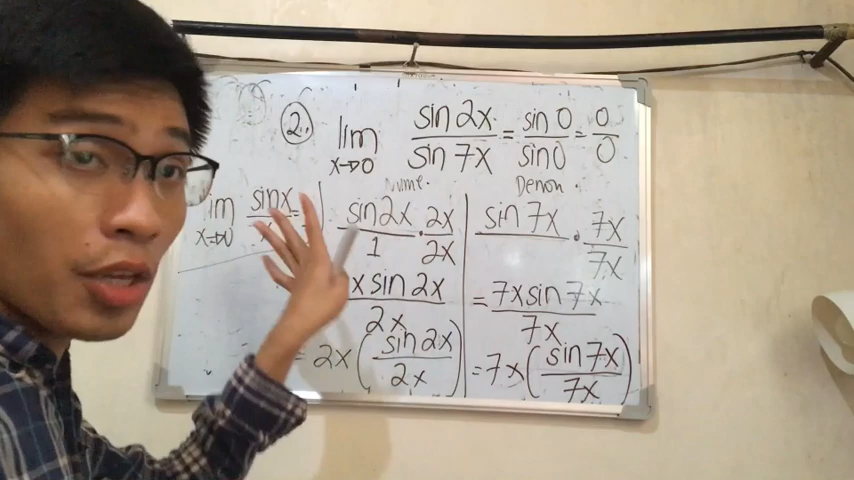 2. lim x→0 sin 2x / sin 7x = sin 0 / sin 0 = 0 / 0
Nume. Denom.
lim x→0 sin x / x = 1
sin 2x / 1 · 2x / 2x
sin 7x · 7x / 7x
x sin 2x / 2x
= 7x sin 7x / 7x
= 2x ( sin 2x / 2x )
= 7x ( sin 7x / 7x )